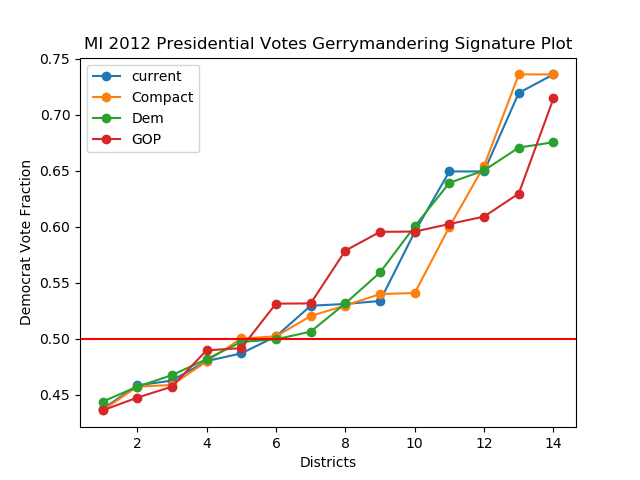 MI 2012 Presidential Votes Gerrymandering Signature Plot
current
Compact
Dem
GOP
Democrat Vote Fraction
0.75
0.70
0.65
0.60
0.55
0.50
0.45
2 4 6 8 10 12 14
Districts